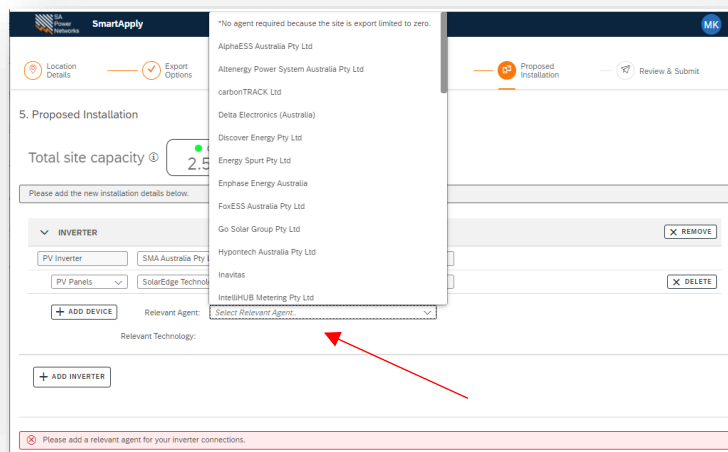 SA
Power
Networks
SmartApply
MK
Location
Details
Export
Options
Proposed
Installation
Review & Submit
5. Proposed Installation
Total site capacity
2.5
Please add the new installation details below.
INVERTER
REMOVE
PV Inverter
SMA Australia Pty
PV Panels
SolarEdge Technol
DELETE
+ ADD DEVICE
Relevant Agent:
Select Relevant Agent..
*No agent required because the site is export limited to zero.
AlphaESS Australia Pty Ltd
Altenergy Power System Australia Pty Ltd
carbonTRACK Ltd
Delta Electronics (Australia)
Discover Energy Pty Ltd
Energy Spurt Pty Ltd
Enphase Energy Australia
FoxESS Australia Pty Ltd
Go Solar Group Pty Ltd
Hypontech Australia Pty Ltd
Inavitas
IntelliHUB Metering Pty Ltd
Relevant Technology:
+ ADD INVERTER
Please add a relevant agent for your inverter connections.